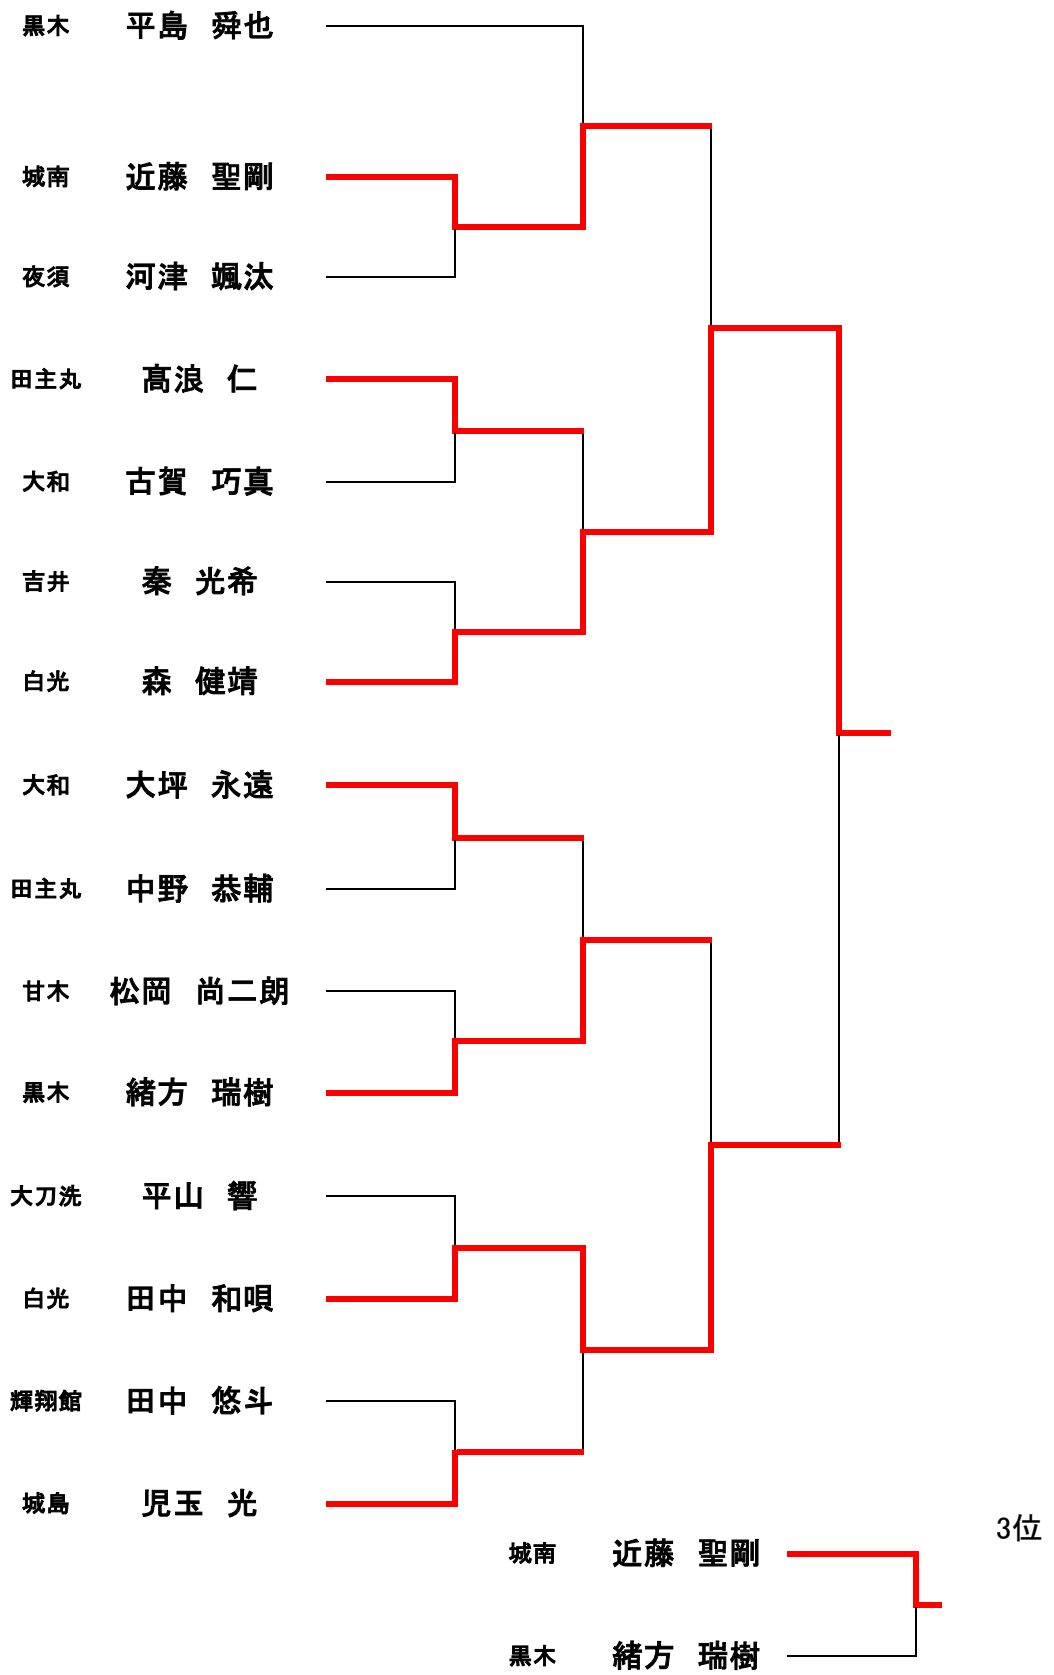 黒木 平島 舜也
城南 近藤 聖剛
夜須 河津 颯汰
田主丸 髙浪 仁
大和 古賀 巧真
吉井 秦 光希
白光 森 健靖
大和 大坪 永遠
田主丸 中野 恭輔
甘木 松岡 尚二朗
黒木 緒方 瑞樹
大刀洗 平山 響
白光 田中 和唄
輝翔館 田中 悠斗
城島 児玉 光
3位
城南 近藤 聖剛
黒木 緒方 瑞樹